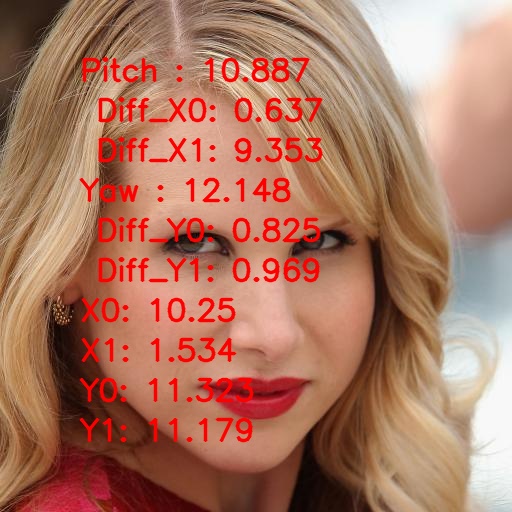 Pitch : 10.887
Diff_X0: 0.637
Diff_X1: 9.353
Yaw : 12.148
Diff_Y0: 0.825
Diff_Y1: 0.969
X0: 10.25
X1: 1.534
Y0: 11.323
Y1: 11.179